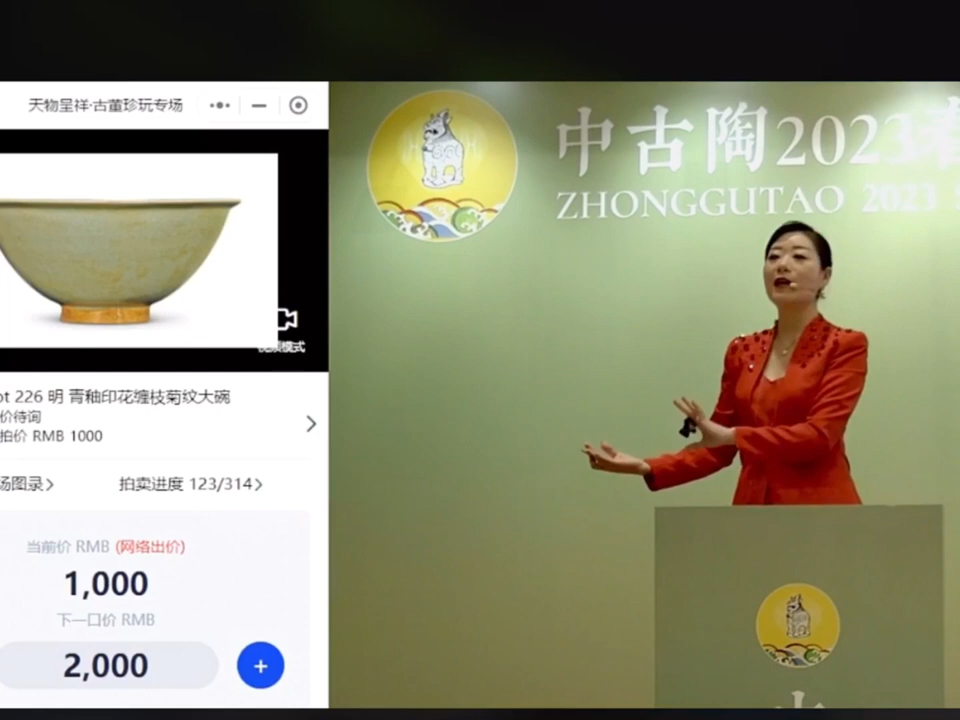 天物呈祥·古董珍玩专场
视频模式
ot 226 明 青釉印花缠枝菊纹大碗
价待询
拍价 RMB 1000
场图录
拍卖进度 123/314
当前价 RMB (网络出价)
1,000
下一口价 RMB
2,000
中古陶2023春
ZHONGGUTAO 2023 S